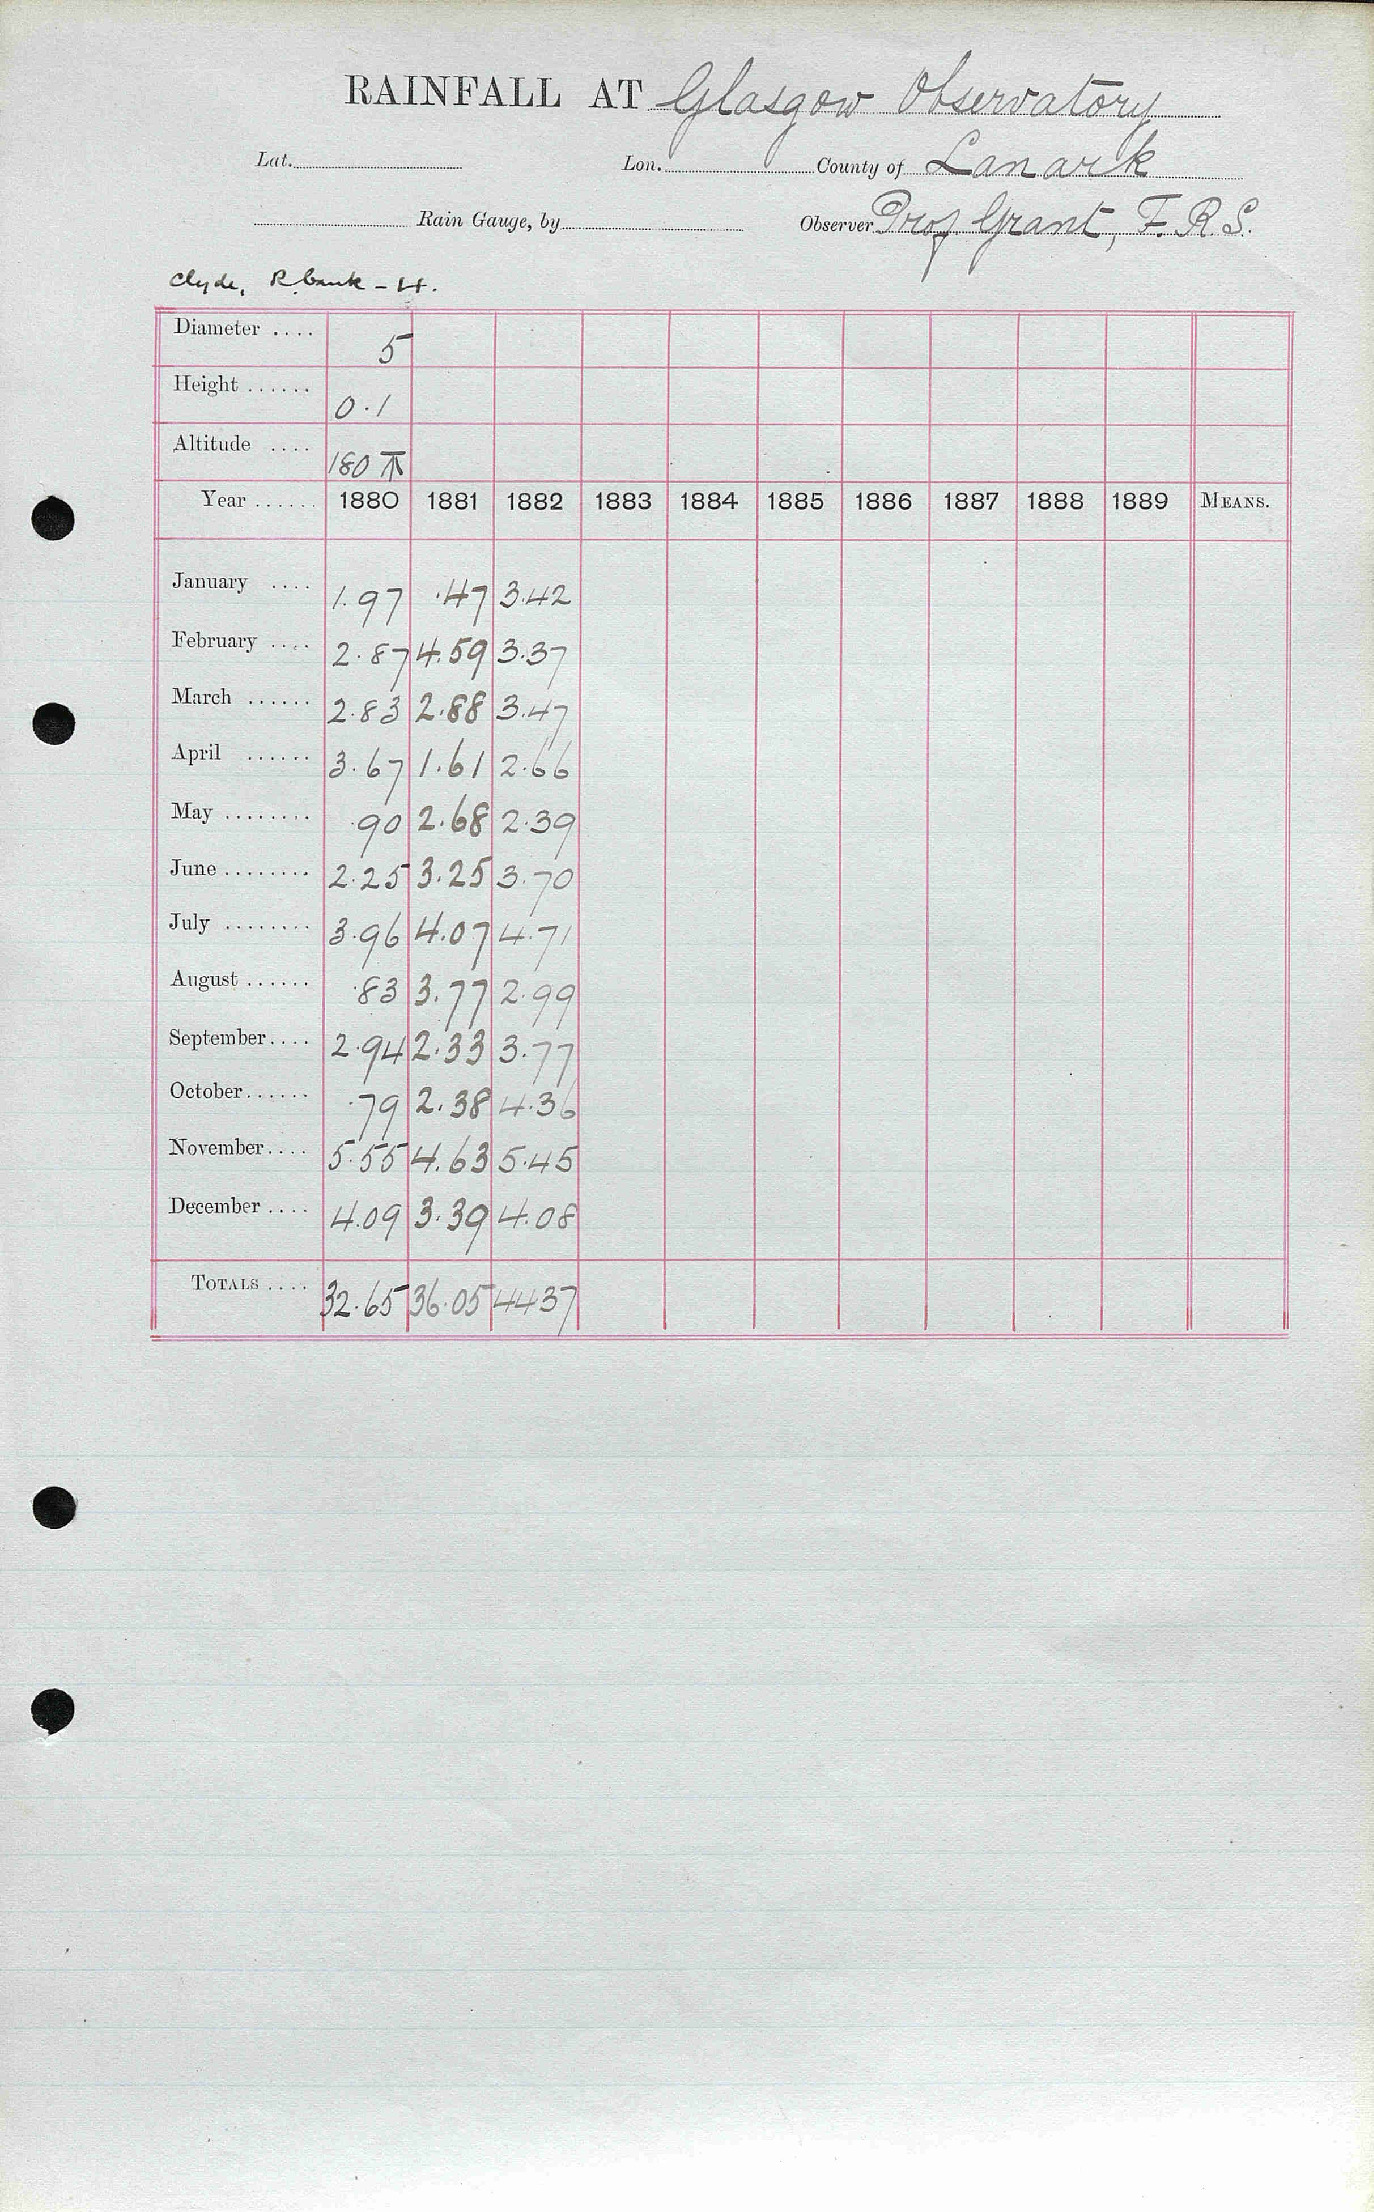 RAINFALL AT Glasgow Observatory
Lat. Lon. County of Lanark
Rain Gauge, by Observer Prof Grant, F.R.S.
Clyde, R bank - 4.
Diameter .... 5
Height ...... 0.1
Altitude .... 180 ⊼
Year ...... 1880 1881 1882 1883 1884 1885 1886 1887 1888 1889 MEANS.
January .... 1.97 .47 3.42
February .... 2.87 4.59 3.37
March ...... 2.83 2.88 3.47
April ...... 3.67 1.61 2.66
May ........ .90 2.68 2.39
June ........ 2.25 3.25 3.70
July ........ 3.96 4.07 4.71
August ...... .83 3.77 2.99
September.... 2.94 2.33 3.77
October...... .79 2.38 4.36
November.... 5.55 4.63 5.45
December .... 4.09 3.39 4.08
TOTALS .... 32.65 36.05 4437